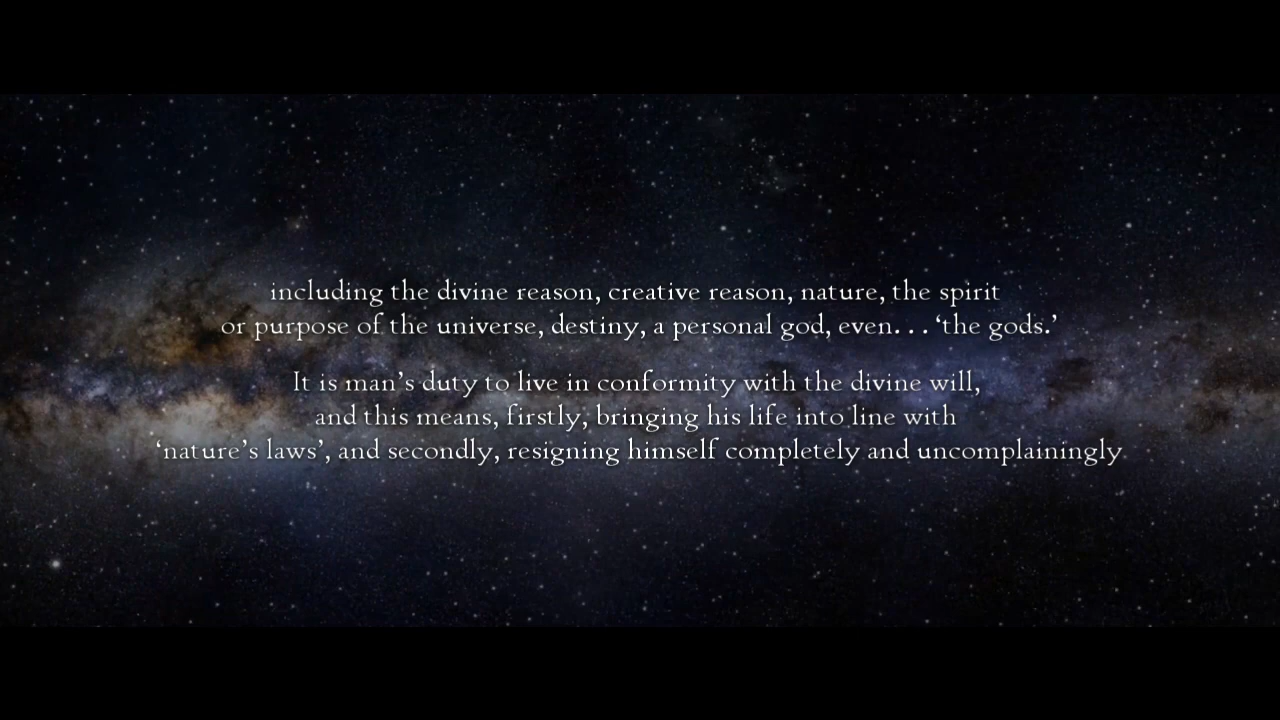 including the divine reason, creative reason, nature, the spirit
or purpose of the universe, destiny, a personal god, even. . . ‘the gods.’
It is man’s duty to live in conformity with the divine will,
and this means, firstly, bringing his life into line with
‘nature’s laws’, and secondly, resigning himself completely and uncomplainingly